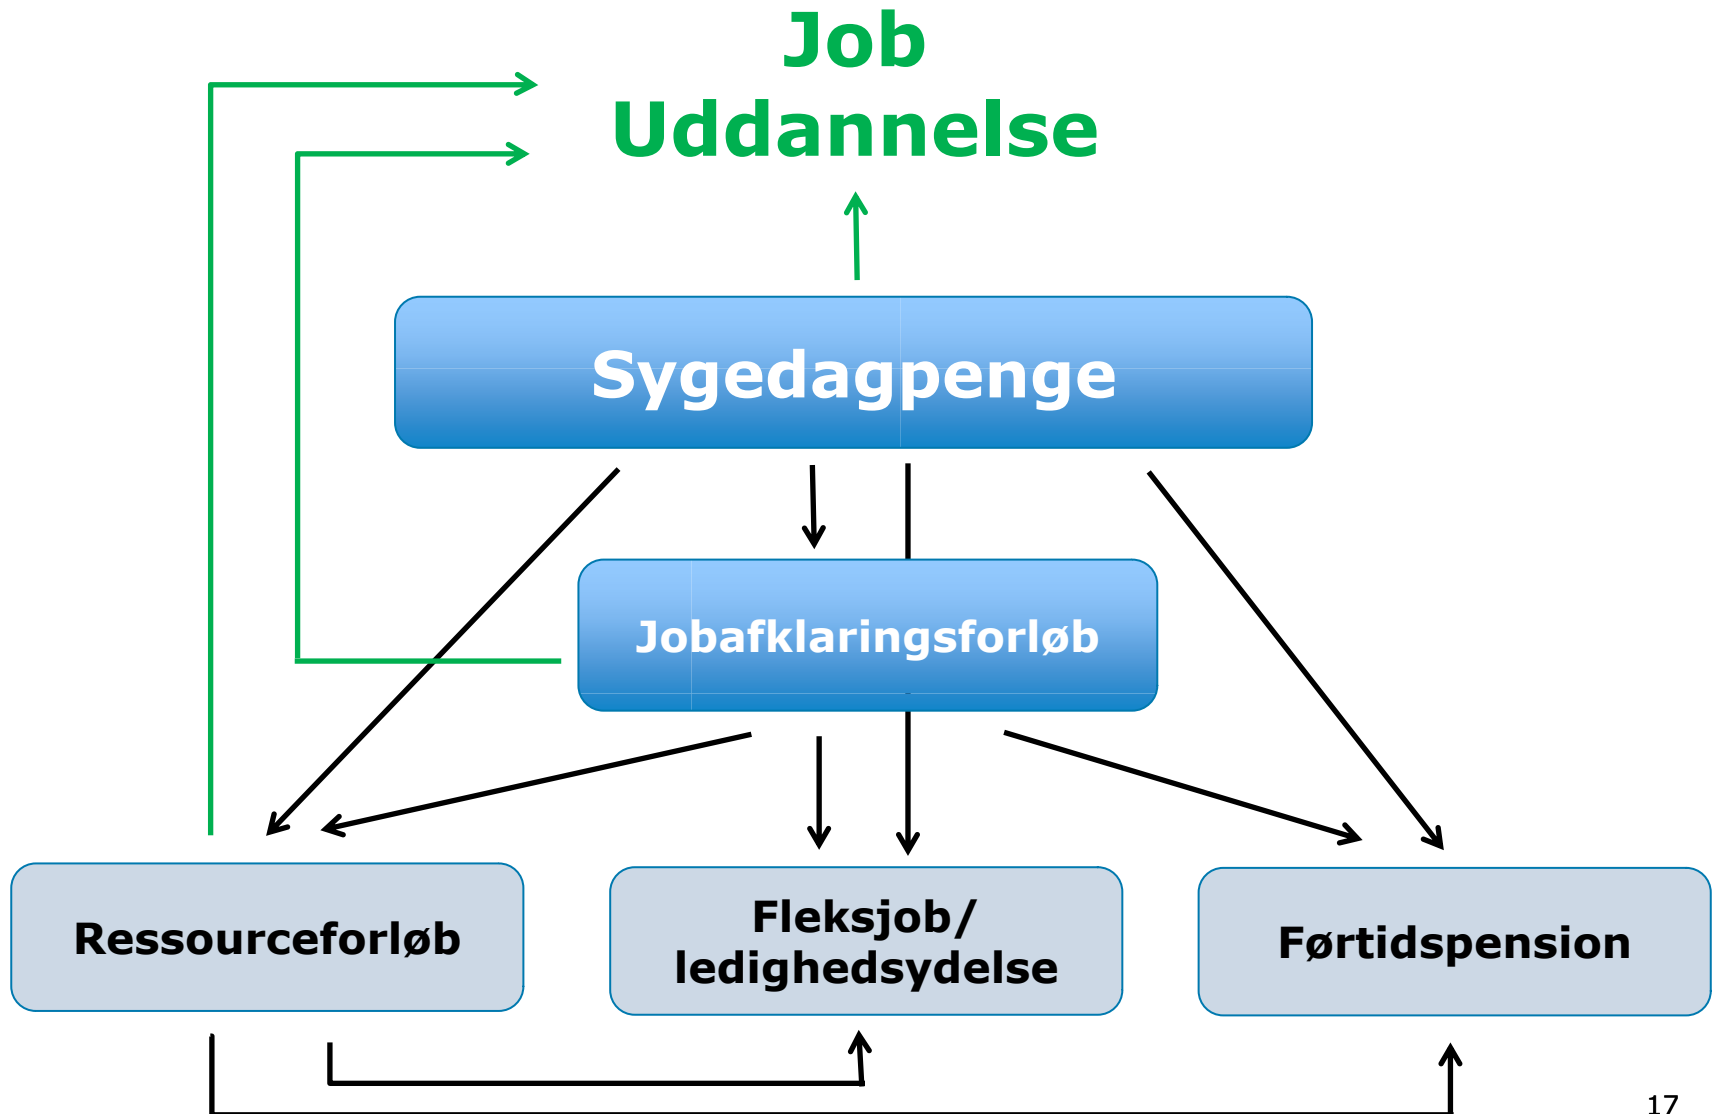 Job
Uddannelse
Sygedagpenge
Jobafklaringsforløb
Ressourceforløb
Fleksjob/
ledighedsydelse
Førtidspension
17